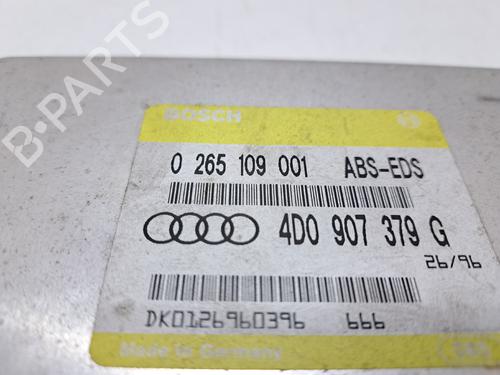 BOSCH
0 265 109 001 ABS-EDS
4D0 907 379 G
26/96
DK0126960396 666
Made in Germany
B-PARTS